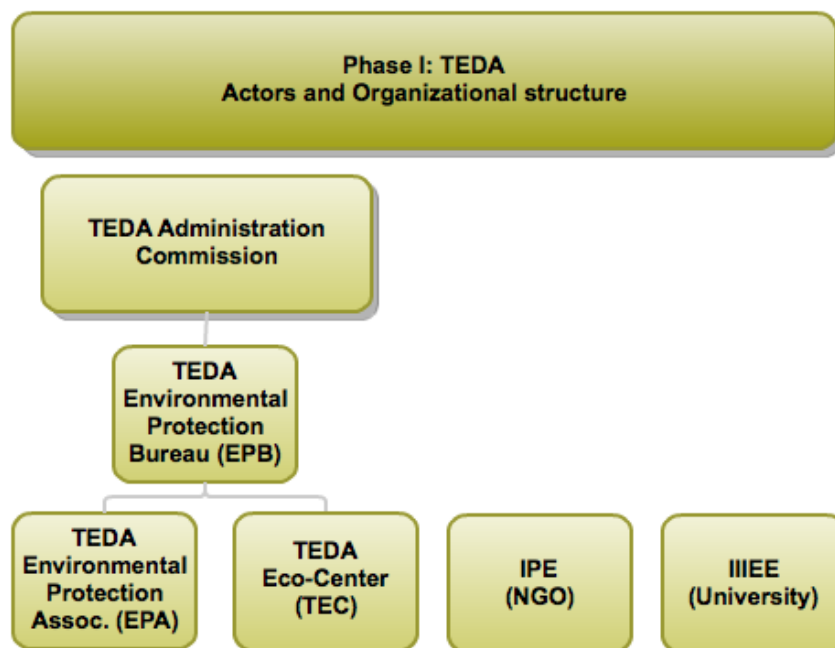 Phase I: TEDA
Actors and Organizational structure
TEDA Administration
Commission
TEDA
Environmental
Protection
Bureau (EPB)
TEDA
Environmental
Protection
Assoc. (EPA)
TEDA
Eco-Center
(TEC)
IPE
(NGO)
IIIEE
(University)